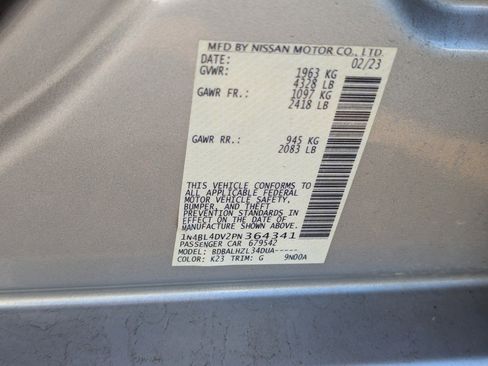 MFD BY NISSAN MOTOR CO., LTD.
DATE: 02/23
GVWR: 1963 KG
4328 LB
GAWR FR.: 1097 KG
2418 LB
GAWR RR.: 945 KG
2083 LB
THIS VEHICLE CONFORMS TO
ALL APPLICABLE FEDERAL
MOTOR VEHICLE SAFETY,
BUMPER, AND THEFT
PREVENTION STANDARDS IN
EFFECT ON THE DATE OF
MANUFACTURE SHOWN ABOVE.
1N4BL4DV2PN364341
PASSENGER CAR 679542
MODEL: BDBALHZL34DUA-----
COLOR: K23 TRIM: G 9N00A